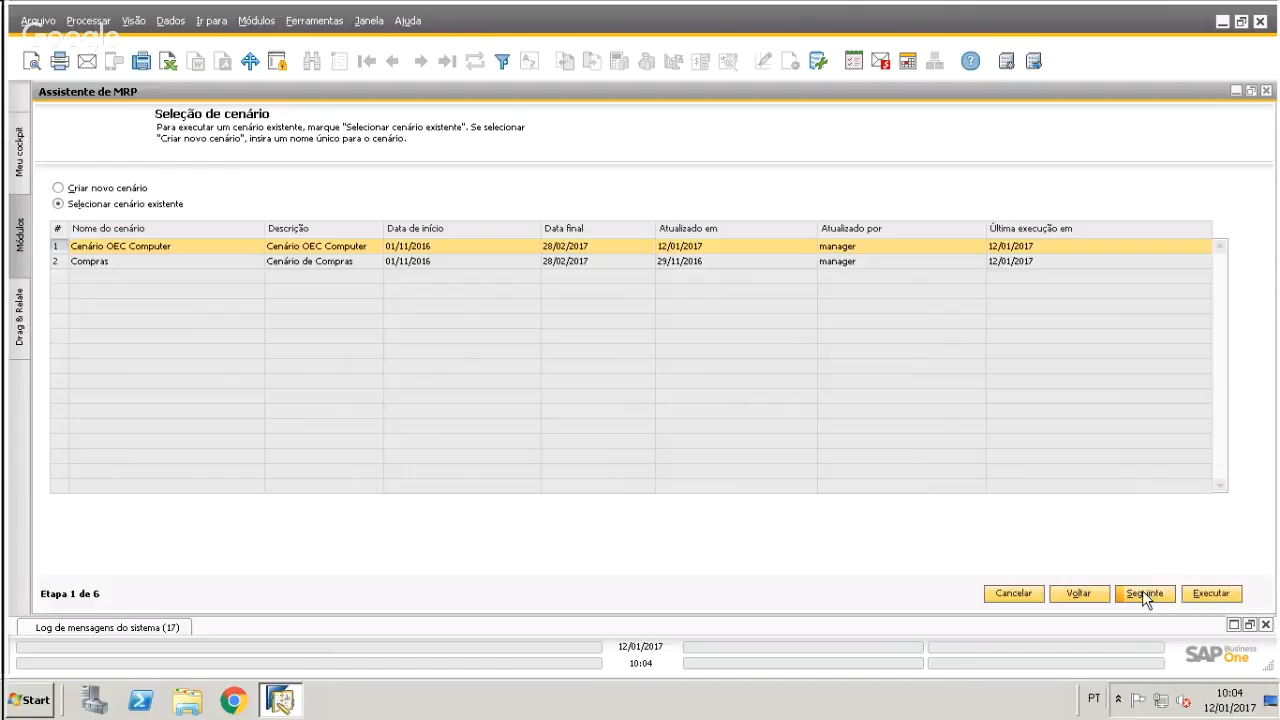 Arquivo Processar Visão Dados Ir para Módulos Ferramentas Janela Ajuda
Google
Assistente de MRP
Seleção de cenário
Para executar um cenário existente, marque "Selecionar cenário existente". Se selecionar
"Criar novo cenário", insira um nome único para o cenário.
Meu cockpit
Módulos
Drag & Relate
Criar novo cenário
Selecionar cenário existente
# Nome do cenário Descrição Data de início Data final Atualizado em Atualizado por Última execução em
1 Cenário OEC Computer Cenário OEC Computer 01/11/2016 28/02/2017 12/01/2017 manager 12/01/2017
2 Compras Cenário de Compras 01/11/2016 28/02/2017 29/11/2016 manager 12/01/2017
Etapa 1 de 6 Cancelar Voltar Seguinte Executar
Log de mensagens do sistema (17)
12/01/2017
10:04
SAP Business One
Start PT 10:04
12/01/2017